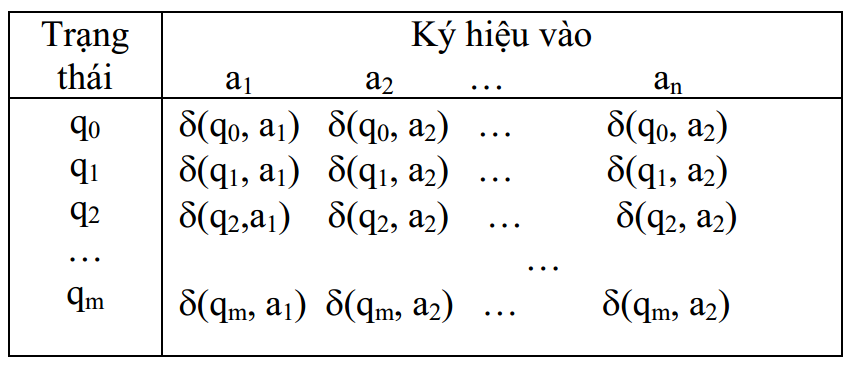 Trạng thái Ký hiệu vào
a1 a2 … an
q0 δ(q0, a1) δ(q0, a2) … δ(q0, a2)
q1 δ(q1, a1) δ(q1, a2) … δ(q1, a2)
q2 δ(q2,a1) δ(q2, a2) … δ(q2, a2)
… …
qm δ(qm, a1) δ(qm, a2) … δ(qm, a2)